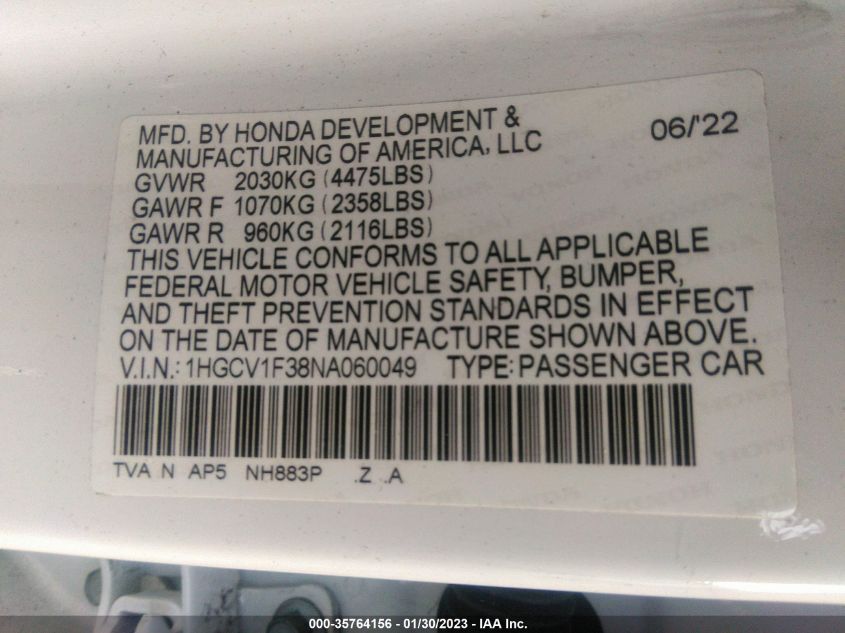 MFD. BY HONDA DEVELOPMENT & 06/'22
MANUFACTURING OF AMERICA, LLC
GVWR 2030KG (4475LBS)
GAWR F 1070KG (2358LBS)
GAWR R 960KG (2116LBS)
THIS VEHICLE CONFORMS TO ALL APPLICABLE
FEDERAL MOTOR VEHICLE SAFETY, BUMPER,
AND THEFT PREVENTION STANDARDS IN EFFECT
ON THE DATE OF MANUFACTURE SHOWN ABOVE.
V.I.N.: 1HGCV1F38NA060049 TYPE: PASSENGER CAR
TVA N AP5 NH883P .Z .A
000-35764156 - 01/30/2023 - IAA Inc.